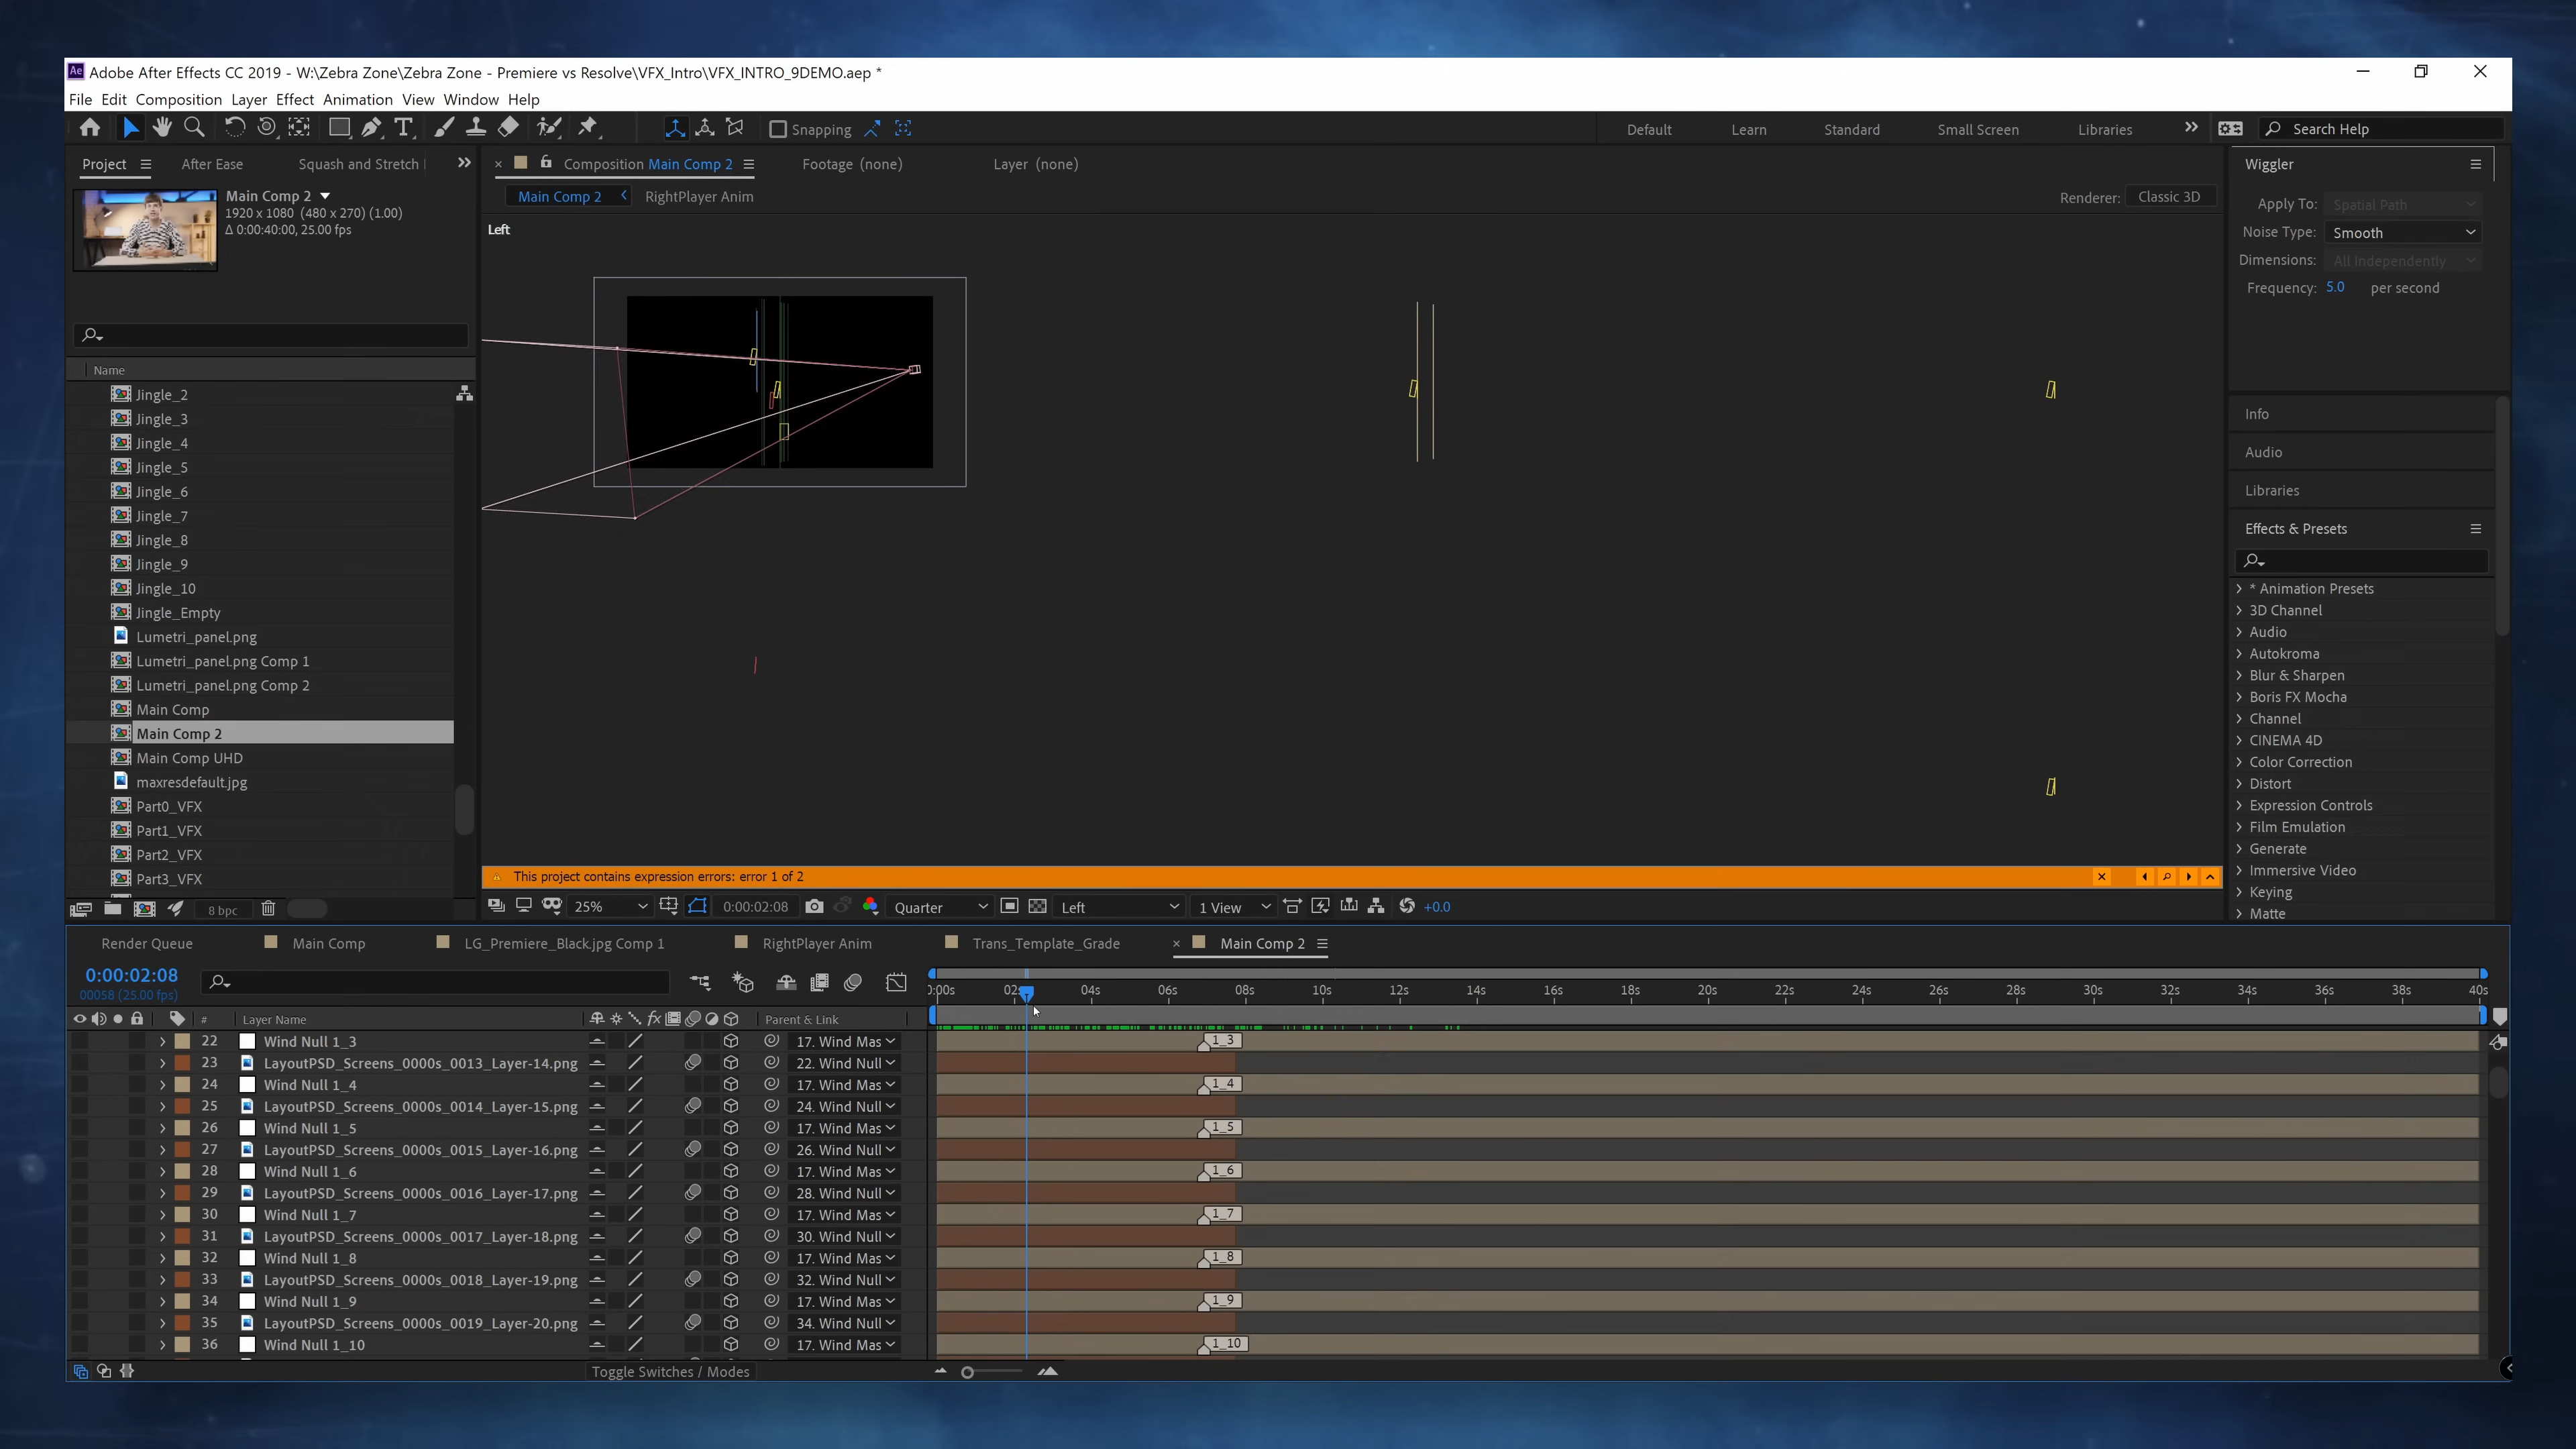 Adobe After Effects CC 2019 - W:\Zebra Zone\Zebra Zone - Premiere vs Resolve\VFX_Intro\VFX_INTRO_9DEMO.aep *
File Edit Composition Layer Effect Animation View Window Help
Snapping
Default Learn Standard Small Screen Libraries
Search Help
Project After Ease Squash and Stretch
Main Comp 2
1920 x 1080 (480 x 270) (1.00)
Δ 0:00:40:00, 25.00 fps
Name
Jingle_2
Jingle_3
Jingle_4
Jingle_5
Jingle_6
Jingle_7
Jingle_8
Jingle_9
Jingle_10
Jingle_Empty
Lumetri_panel.png
Lumetri_panel.png Comp 1
Lumetri_panel.png Comp 2
Main Comp
Main Comp 2
Main Comp UHD
maxresdefault.jpg
Part0_VFX
Part1_VFX
Part2_VFX
Part3_VFX
8 bpc
Composition Main Comp 2 Footage (none) Layer (none)
Main Comp 2 RightPlayer Anim
Renderer: Classic 3D
Left
This project contains expression errors: error 1 of 2
25% 0:00:02:08 Quarter Left 1 View +0.0
Wiggler
Apply To: Spatial Path
Noise Type: Smooth
Dimensions: All Independently
Frequency: 5.0 per second
Info
Audio
Libraries
Effects & Presets
* Animation Presets
3D Channel
Audio
Autokroma
Blur & Sharpen
Boris FX Mocha
Channel
CINEMA 4D
Color Correction
Distort
Expression Controls
Film Emulation
Generate
Immersive Video
Keying
Matte
Render Queue Main Comp LG_Premiere_Black.jpg Comp 1 RightPlayer Anim Trans_Template_Grade Main Comp 2
0:00:02:08
00058 (25.00 fps)
:00s 02s 04s 06s 08s 10s 12s 14s 16s 18s 20s 22s 24s 26s 28s 30s 32s 34s 36s 38s 40s
# Layer Name fx Parent & Link
22 Wind Null 1_3 17. Wind Mas 1_3
23 LayoutPSD_Screens_0000s_0013_Layer-14.png 22. Wind Null
24 Wind Null 1_4 17. Wind Mas 1_4
25 LayoutPSD_Screens_0000s_0014_Layer-15.png 24. Wind Null
26 Wind Null 1_5 17. Wind Mas 1_5
27 LayoutPSD_Screens_0000s_0015_Layer-16.png 26. Wind Null
28 Wind Null 1_6 17. Wind Mas 1_6
29 LayoutPSD_Screens_0000s_0016_Layer-17.png 28. Wind Null
30 Wind Null 1_7 17. Wind Mas 1_7
31 LayoutPSD_Screens_0000s_0017_Layer-18.png 30. Wind Null
32 Wind Null 1_8 17. Wind Mas 1_8
33 LayoutPSD_Screens_0000s_0018_Layer-19.png 32. Wind Null
34 Wind Null 1_9 17. Wind Mas 1_9
35 LayoutPSD_Screens_0000s_0019_Layer-20.png 34. Wind Null
36 Wind Null 1_10 17. Wind Mas 1_10
Toggle Switches / Modes